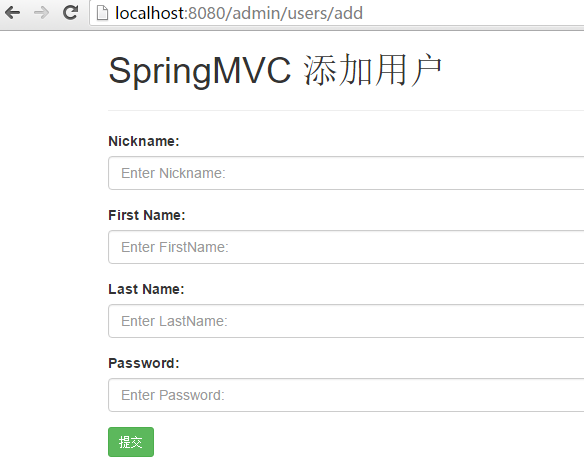 localhost:8080/admin/users/add
SpringMVC 添加用户
Nickname:
Enter Nickname:
First Name:
Enter FirstName:
Last Name:
Enter LastName:
Password:
Enter Password:
提交